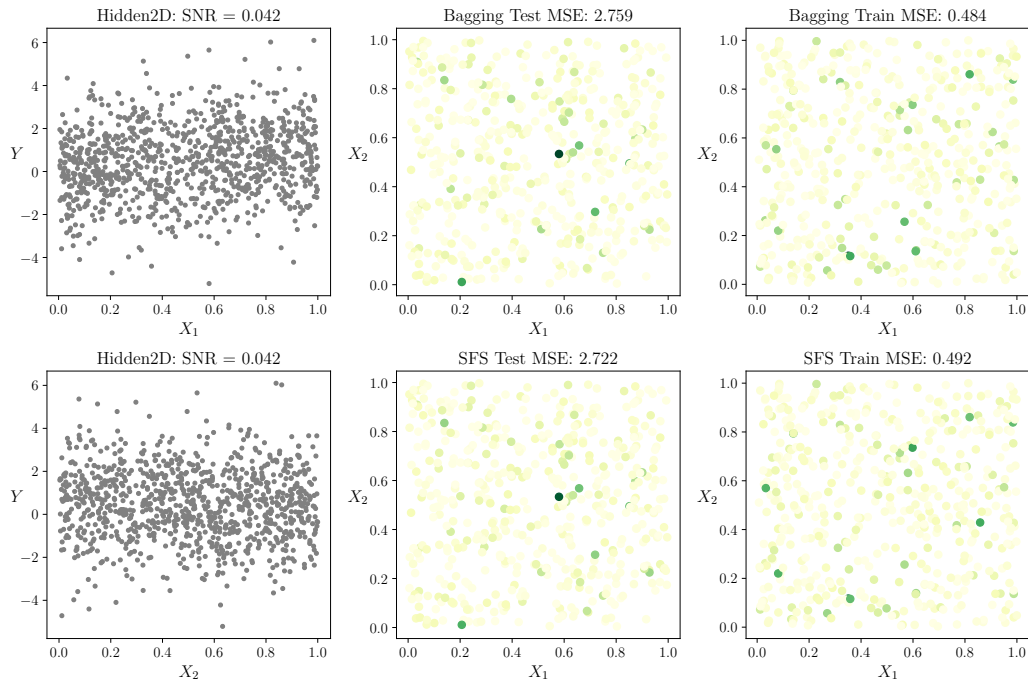 Hidden2D: SNR = 0.042
6
4
2
0
−2
−4
Y
0.0 0.2 0.4 0.6 0.8 1.0
X₁
Bagging Test MSE: 2.759
1.0
0.8
0.6
0.4
0.2
0.0
X₂
0.0 0.2 0.4 0.6 0.8 1.0
X₁
Bagging Train MSE: 0.484
1.0
0.8
0.6
0.4
0.2
0.0
X₂
0.0 0.2 0.4 0.6 0.8 1.0
X₁
Hidden2D: SNR = 0.042
6
4
2
0
−2
−4
Y
0.0 0.2 0.4 0.6 0.8 1.0
X₂
SFS Test MSE: 2.722
1.0
0.8
0.6
0.4
0.2
0.0
X₂
0.0 0.2 0.4 0.6 0.8 1.0
X₁
SFS Train MSE: 0.492
1.0
0.8
0.6
0.4
0.2
0.0
X₂
0.0 0.2 0.4 0.6 0.8 1.0
X₁